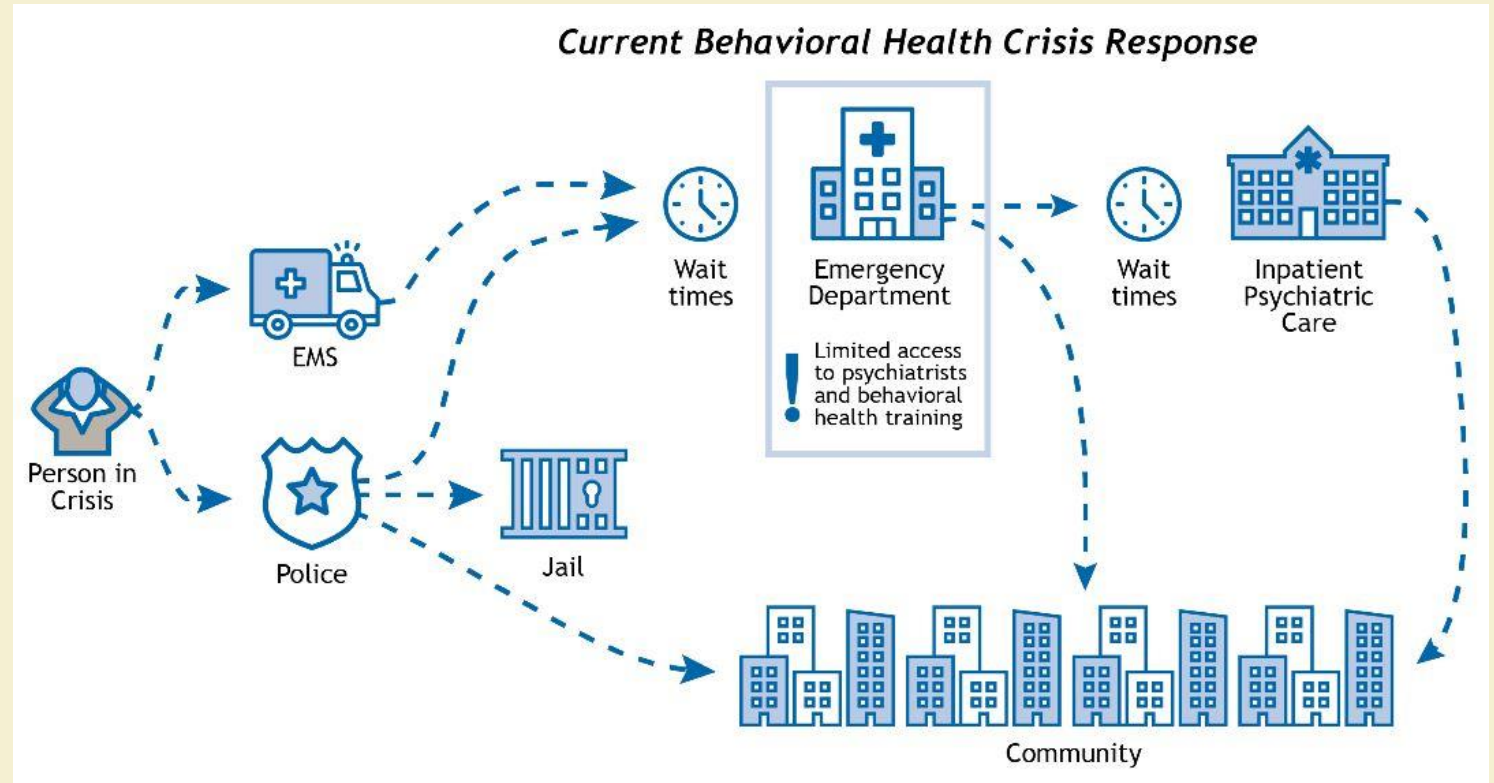 Current Behavioral Health Crisis Response
Person in
Crisis
EMS
Police
Jail
Wait
times
Emergency
Department
Limited access
to psychiatrists
and behavioral
health training
Wait
times
Inpatient
Psychiatric
Care
Community